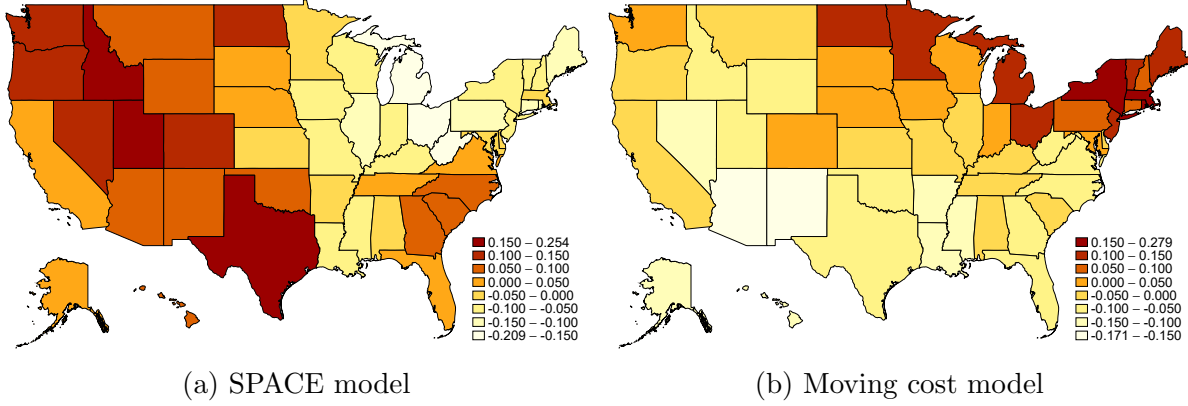 0.150 – 0.254
0.100 – 0.150
0.050 – 0.100
0.000 – 0.050
-0.050 – 0.000
-0.100 – -0.050
-0.150 – -0.100
-0.209 – -0.150
(a) SPACE model
0.150 – 0.279
0.100 – 0.150
0.050 – 0.100
0.000 – 0.050
-0.050 – 0.000
-0.100 – -0.050
-0.150 – -0.100
-0.171 – -0.150
(b) Moving cost model